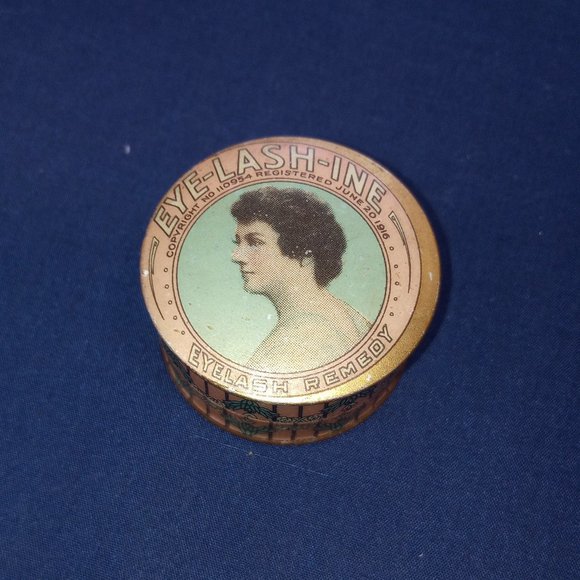 EYE-LASH-INE
COPYRIGHT NO. 110954 REGISTERED JUNE 20, 1916
EYELASH REMEDY